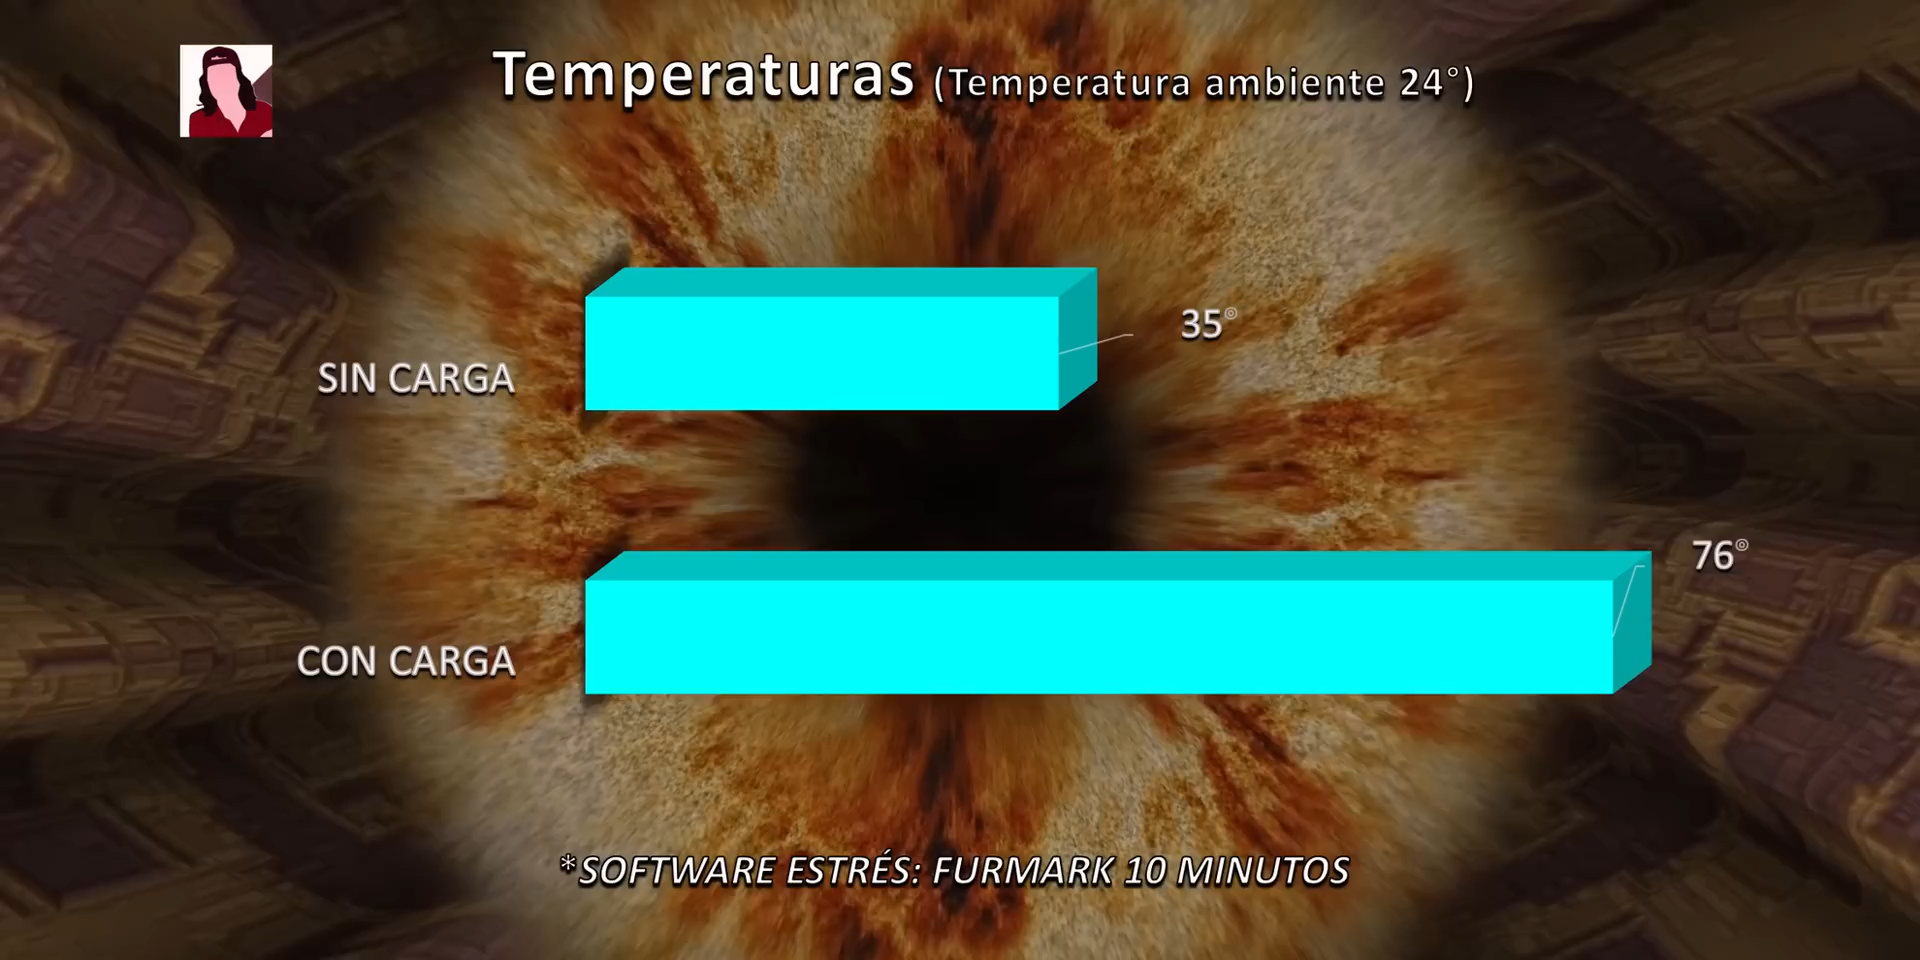 Temperaturas (Temperatura ambiente 24°)
35°
SIN CARGA
76°
CON CARGA
*SOFTWARE ESTRÉS: FURMARK 10 MINUTOS